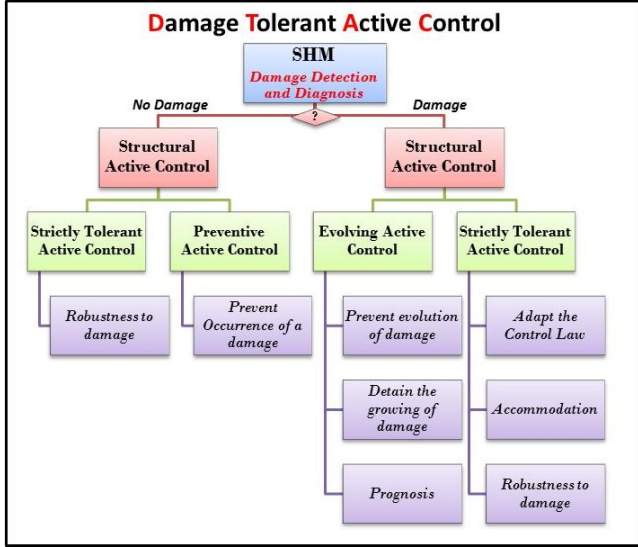 Damage Tolerant Active Control
SHM
Damage Detection
and Diagnosis
No Damage
?
Damage
Structural
Active Control
Structural
Active Control
Strictly Tolerant
Active Control
Preventive
Active Control
Evolving Active
Control
Strictly Tolerant
Active Control
Robustness to
damage
Prevent
Occurrence of a
damage
Prevent evolution
of damage
Adapt the
Control Law
Detain the
growing of
damage
Accommodation
Prognosis
Robustness to
damage